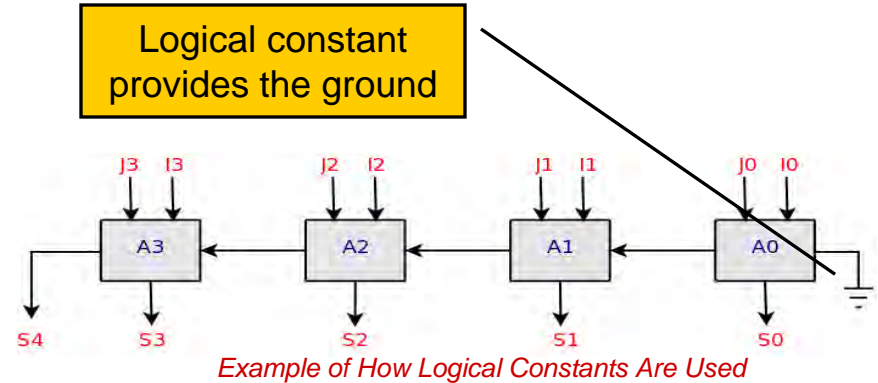 Logical constant
provides the ground
J3 I3 J2 I2 J1 I1 J0 I0
A3 A2 A1 A0
S4 S3 S2 S1 S0
Example of How Logical Constants Are Used